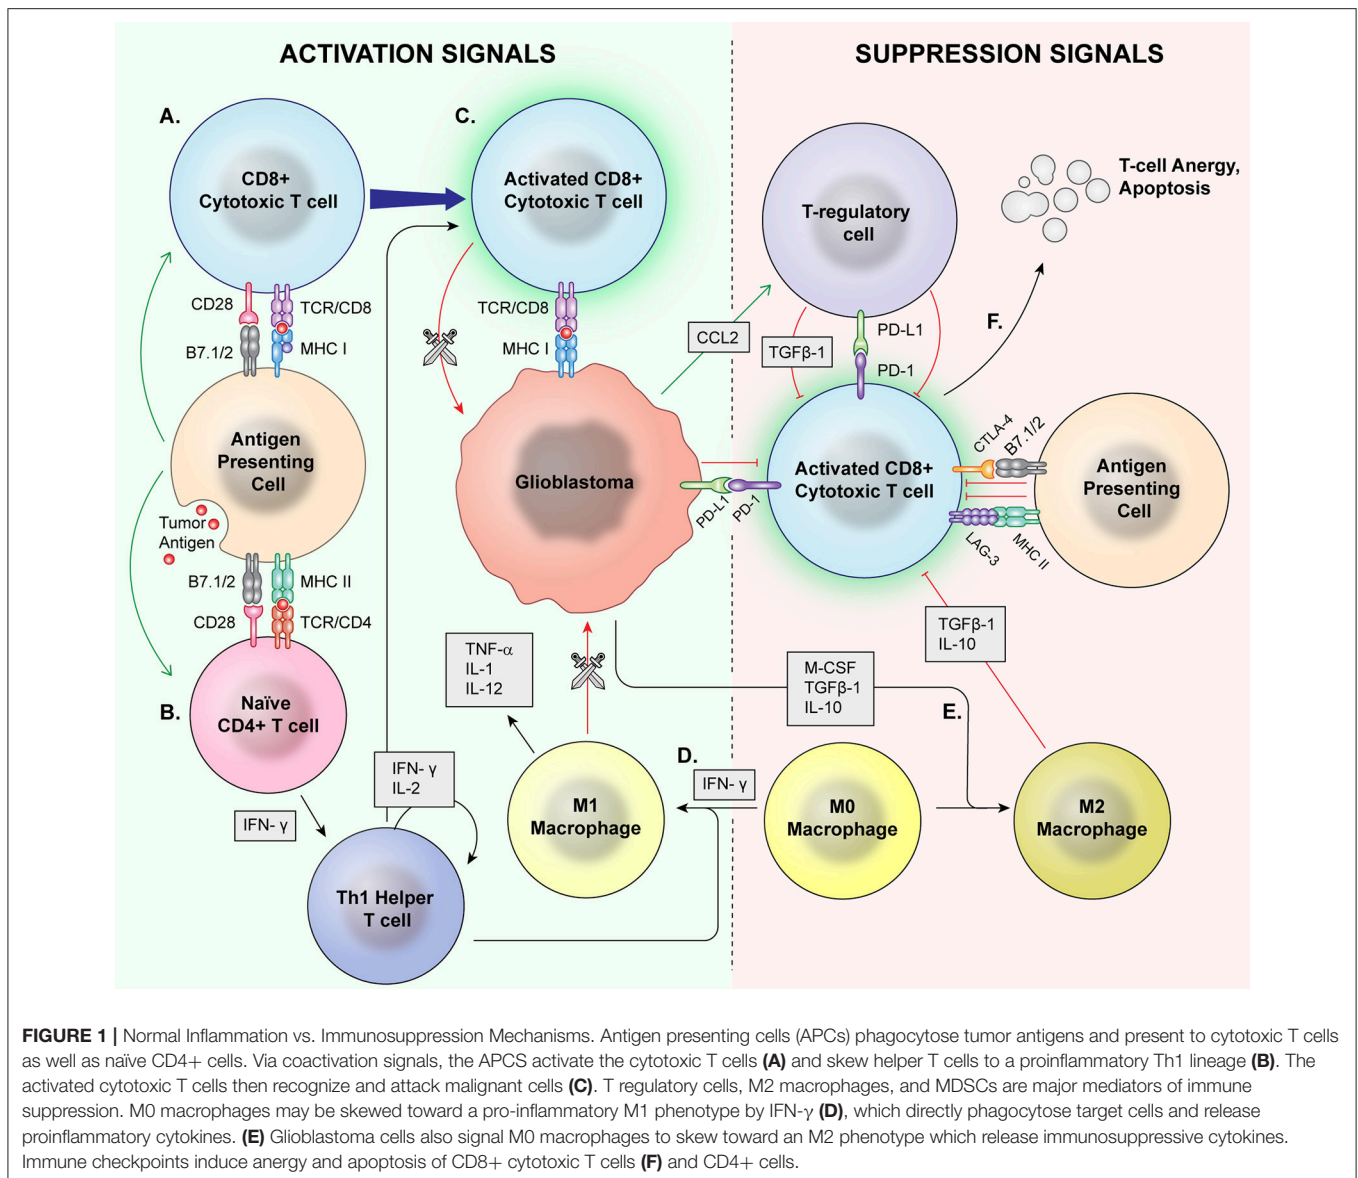 ACTIVATION SIGNALS
SUPPRESSION SIGNALS
A.
CD8+
Cytotoxic T cell
C.
Activated CD8+
Cytotoxic T cell
T-regulatory
cell
T-cell Anergy,
Apoptosis
CD28
TCR/CD8
B7.1/2
MHC I
TCR/CD8
MHC I
CCL2
TGFβ-1
PD-L1
PD-1
F.
Antigen
Presenting
Cell
Tumor
Antigen
Glioblastoma
PD-L1
PD-1
Activated CD8+
Cytotoxic T cell
CTLA-4
B7.1/2
LAG-3
MHC II
Antigen
Presenting
Cell
B7.1/2
MHC II
CD28
TCR/CD4
B.
Naïve
CD4+ T cell
TNF-α
IL-1
IL-12
M-CSF
TGFβ-1
IL-10
TGFβ-1
IL-10
E.
D.
IFN- γ
IL-2
IFN- γ
IFN- γ
M1
Macrophage
M0
Macrophage
M2
Macrophage
Th1 Helper
T cell
FIGURE 1 | Normal Inflammation vs. Immunosuppression Mechanisms. Antigen presenting cells (APCs) phagocytose tumor antigens and present to cytotoxic T cells
as well as naïve CD4+ cells. Via coactivation signals, the APCS activate the cytotoxic T cells (A) and skew helper T cells to a proinflammatory Th1 lineage (B). The
activated cytotoxic T cells then recognize and attack malignant cells (C). T regulatory cells, M2 macrophages, and MDSCs are major mediators of immune
suppression. M0 macrophages may be skewed toward a pro-inflammatory M1 phenotype by IFN-γ (D), which directly phagocytose target cells and release
proinflammatory cytokines. (E) Glioblastoma cells also signal M0 macrophages to skew toward an M2 phenotype which release immunosuppressive cytokines.
Immune checkpoints induce anergy and apoptosis of CD8+ cytotoxic T cells (F) and CD4+ cells.